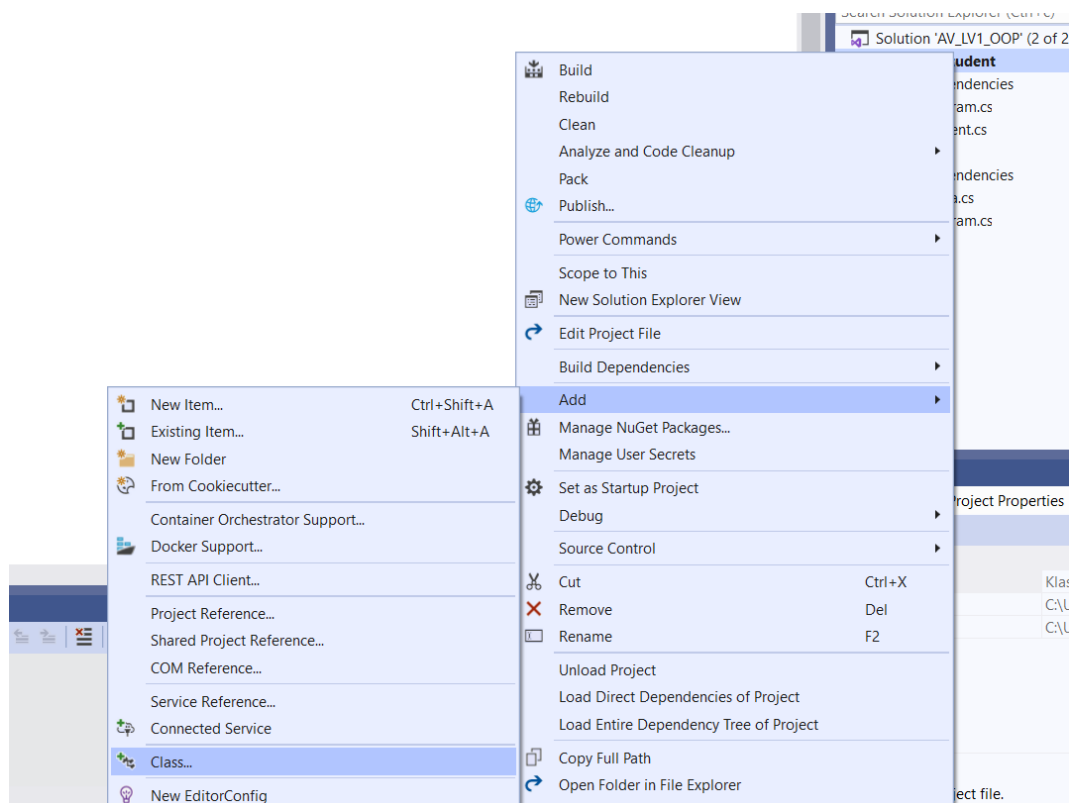 Search Solution Explorer (Ctrl+č)
Solution 'AV_LV1_OOP' (2 of 2
udent
endencies
ram.cs
ent.cs
endencies
a.cs
ram.cs
Build
Rebuild
Clean
Analyze and Code Cleanup
Pack
Publish...
Power Commands
Scope to This
New Solution Explorer View
Edit Project File
Build Dependencies
Add
Manage NuGet Packages...
Manage User Secrets
Set as Startup Project
Debug
Source Control
Cut Ctrl+X
Remove Del
Rename F2
Unload Project
Load Direct Dependencies of Project
Load Entire Dependency Tree of Project
Copy Full Path
Open Folder in File Explorer
New Item... Ctrl+Shift+A
Existing Item... Shift+Alt+A
New Folder
From Cookiecutter...
Container Orchestrator Support...
Docker Support...
REST API Client...
Project Reference...
Shared Project Reference...
COM Reference...
Service Reference...
Connected Service
Class...
New EditorConfig
Project Properties
Klas
C:\U
C:\U
ject file.